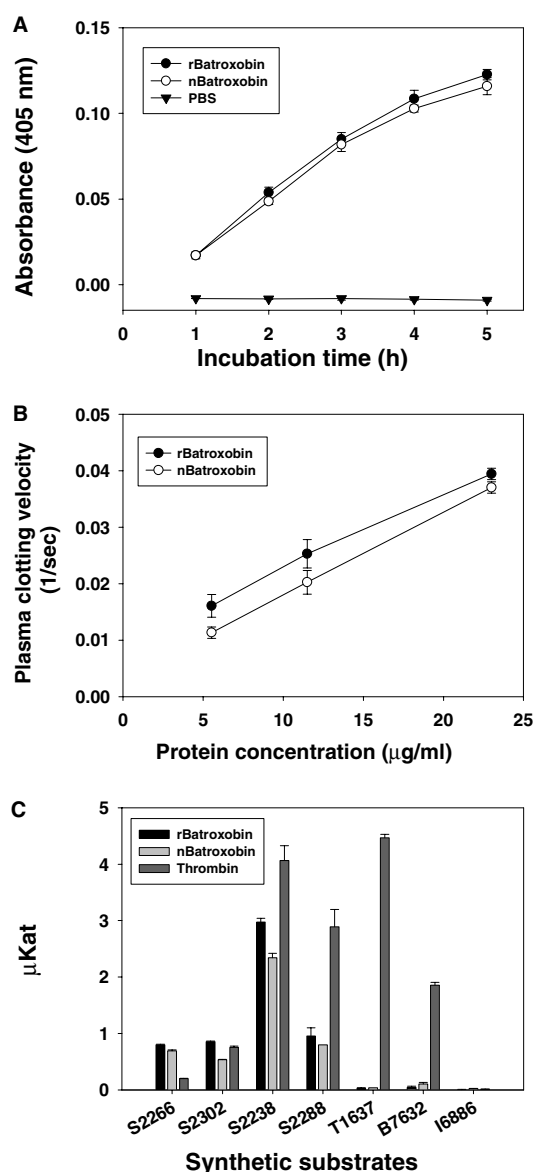 A
0.15
0.10
0.05
0.00
Absorbance (405 nm)
rBatroxobin
nBatroxobin
PBS
0 1 2 3 4 5
Incubation time (h)
B
0.05
0.04
0.03
0.02
0.01
0.00
Plasma clotting velocity
(1/sec)
rBatroxobin
nBatroxobin
0 5 10 15 20 25
Protein concentration (μg/ml)
C
5
4
3
2
1
0
μKat
rBatroxobin
nBatroxobin
Thrombin
S2266 S2302 S2238 S2288 T1637 B7632 I6886
Synthetic substrates